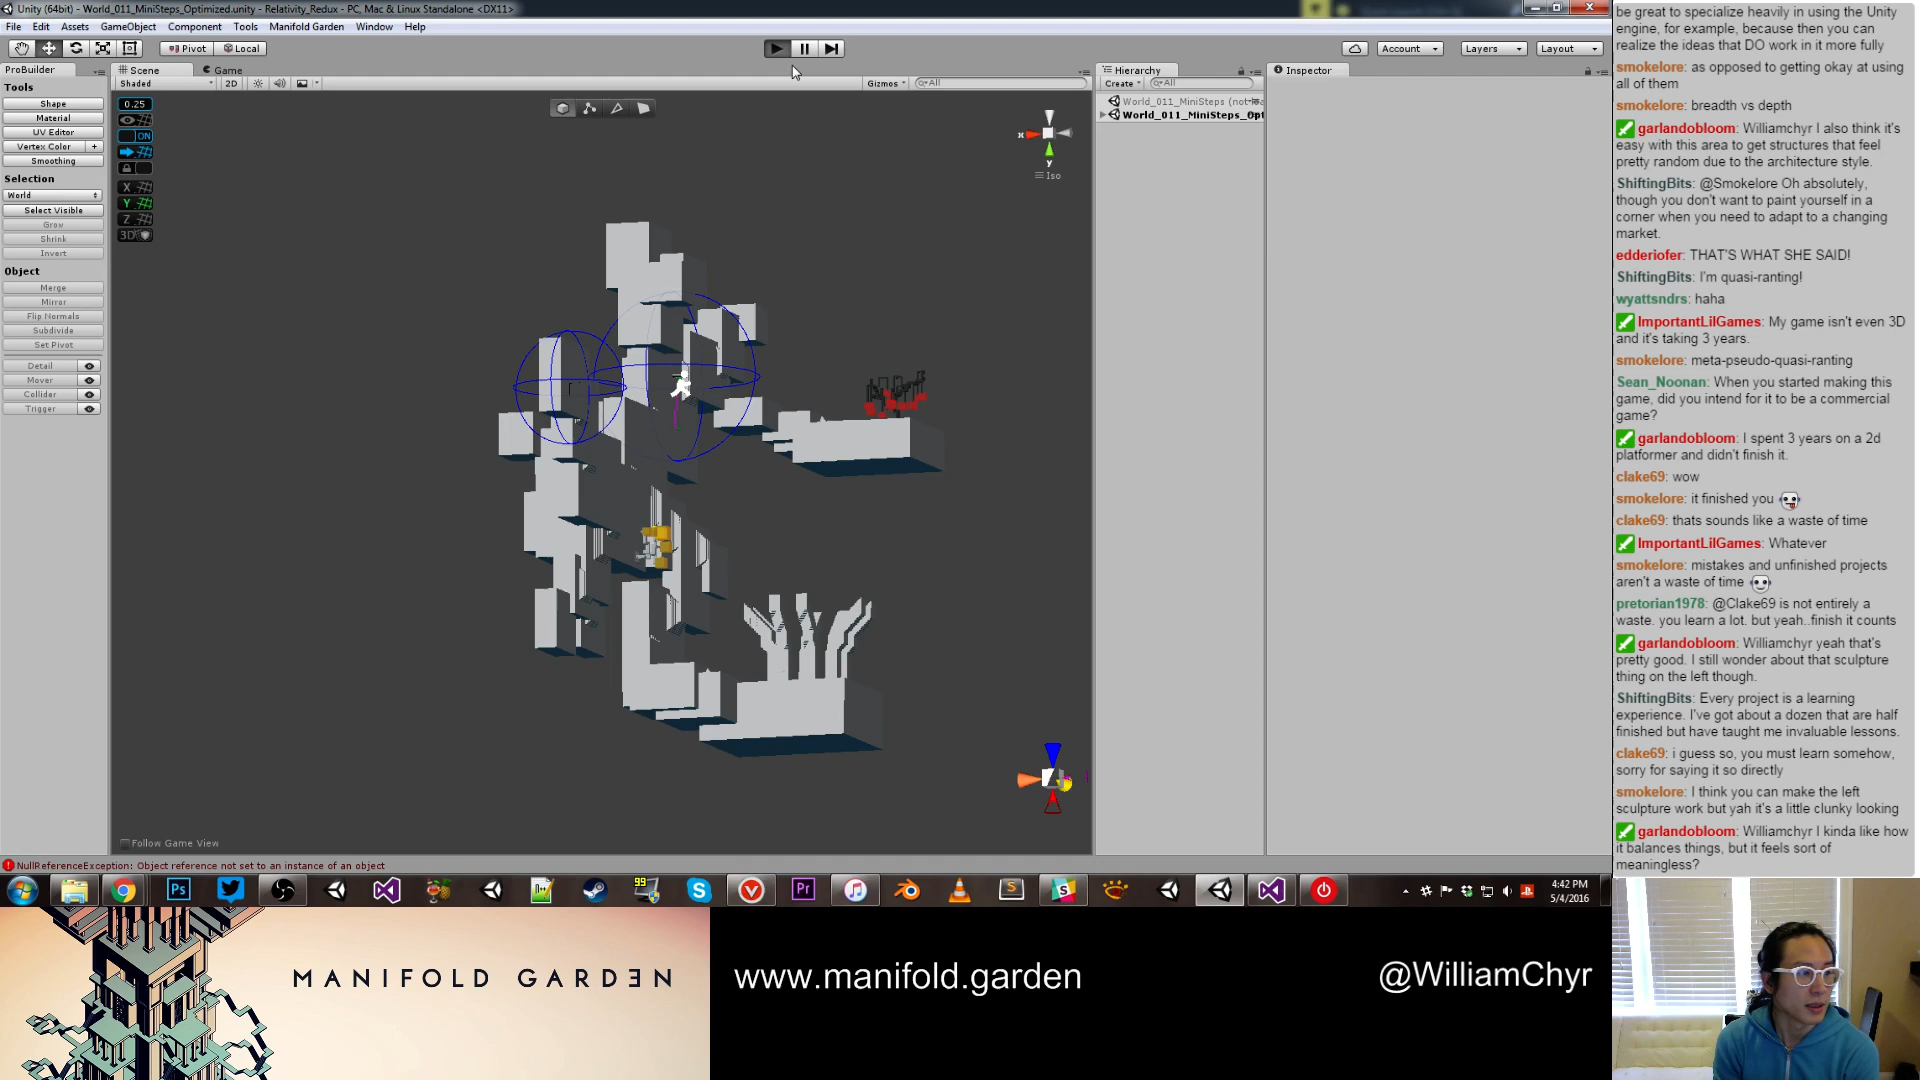 Unity (64bit) - World_011_MiniSteps_Optimized.unity - Relativity_Redux - PC, Mac & Linux Standalone <DX11>
File Edit Assets GameObject Component Tools Manifold Garden Window Help
Pivot Local Account Layers Layout
ProBuilder
Scene Game
Shaded 2D Gizmos All
Hierarchy
Create All
World_011_MiniSteps (not
World_011_MiniSteps_Opt
Inspector
Tools
Shape
Material
UV Editor
Vertex Color +
Smoothing
Selection
World
Select Visible
Grow
Shrink
Invert
Object
Merge
Mirror
Flip Normals
Subdivide
Set Pivot
Detail
Mover
Collider
Trigger
0.25
ON
X
Y
Z
3D
x
y
Iso
Follow Game View
NullReferenceException: Object reference not set to an instance of an object
99
4:42 PM
5/4/2016
be great to specialize heavily in using the Unity
engine, for example, because then you can
realize the ideas that DO work in it more fully
smokelore: as opposed to getting okay at using
all of them
smokelore: breadth vs depth
garlandobloom: Williamchyr I also think it's
easy with this area to get structures that feel
pretty random due to the architecture style.
ShiftingBits: @Smokelore Oh absolutely,
though you don't want to paint yourself in a
corner when you need to adapt to a changing
market.
edderiofer: THAT'S WHAT SHE SAID!
ShiftingBits: I'm quasi-ranting!
wyattsndrs: haha
ImportantLilGames: My game isn't even 3D
and it's taking 3 years.
smokelore: meta-pseudo-quasi-ranting
Sean_Noonan: When you started making this
game, did you intend for it to be a commercial
game?
garlandobloom: I spent 3 years on a 2d
platformer and didn't finish it.
clake69: wow
smokelore: it finished you
clake69: thats sounds like a waste of time
ImportantLilGames: Whatever
smokelore: mistakes and unfinished projects
aren't a waste of time
pretorian1978: @Clake69 is not entirely a
waste. you learn a lot. but yeah..finish it counts
garlandobloom: Williamchyr yeah that's
pretty good. I still wonder about that sculpture
thing on the left though.
ShiftingBits: Every project is a learning
experience. I've got about a dozen that are half
finished but have taught me invaluable lessons.
clake69: i guess so, you must learn somehow,
sorry for saying it so directly
smokelore: I think you can make the left
sculpture work but yah it's a little clunky looking
garlandobloom: Williamchyr I kinda like how
it balances things, but it feels sort of
meaningless?
MANIFOLD GARDƎN
www.manifold.garden
@WilliamChyr